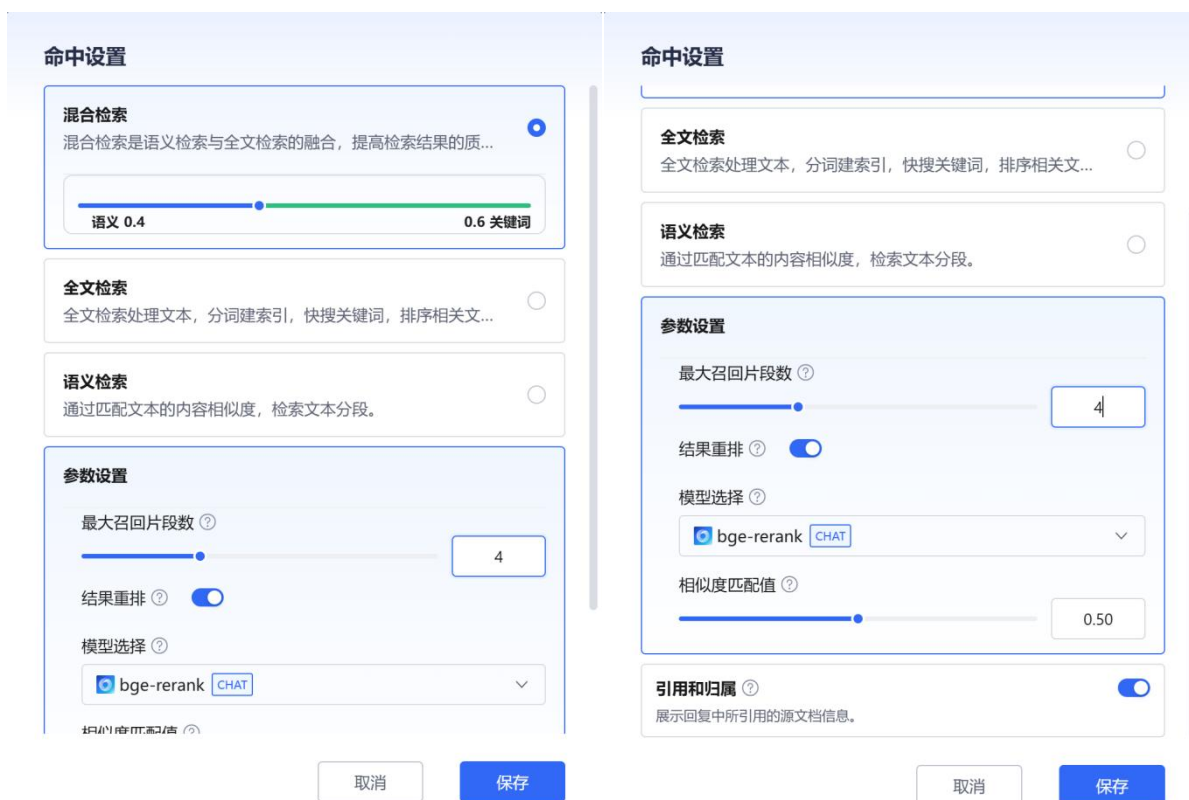 命中设置
混合检索
混合检索是语义检索与全文检索的融合，提高检索结果的质...
语义 0.4
0.6 关键词
全文检索
全文检索处理文本，分词建索引，快搜关键词，排序相关文...
语义检索
通过匹配文本的内容相似度，检索文本分段。
参数设置
最大召回片段数
4
结果重排
模型选择
bge-rerank CHAT
相似度匹配值
取消
保存
命中设置
全文检索
全文检索处理文本，分词建索引，快搜关键词，排序相关文...
语义检索
通过匹配文本的内容相似度，检索文本分段。
参数设置
最大召回片段数
4
结果重排
模型选择
bge-rerank CHAT
相似度匹配值
0.50
引用和归属
展示回复中所引用的源文档信息。
取消
保存